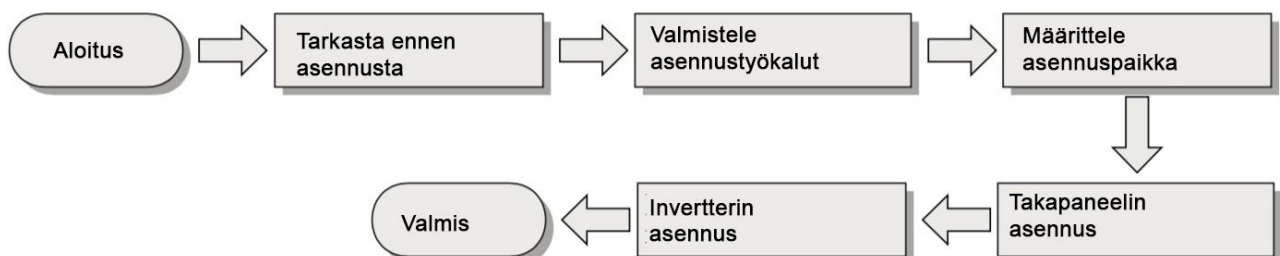 Aloitus
Tarkasta ennen
asennusta
Valmistele
asennustyökalut
Määrittele
asennuspaikka
Takapaneelin
asennus
Invertterin
asennus
Valmis